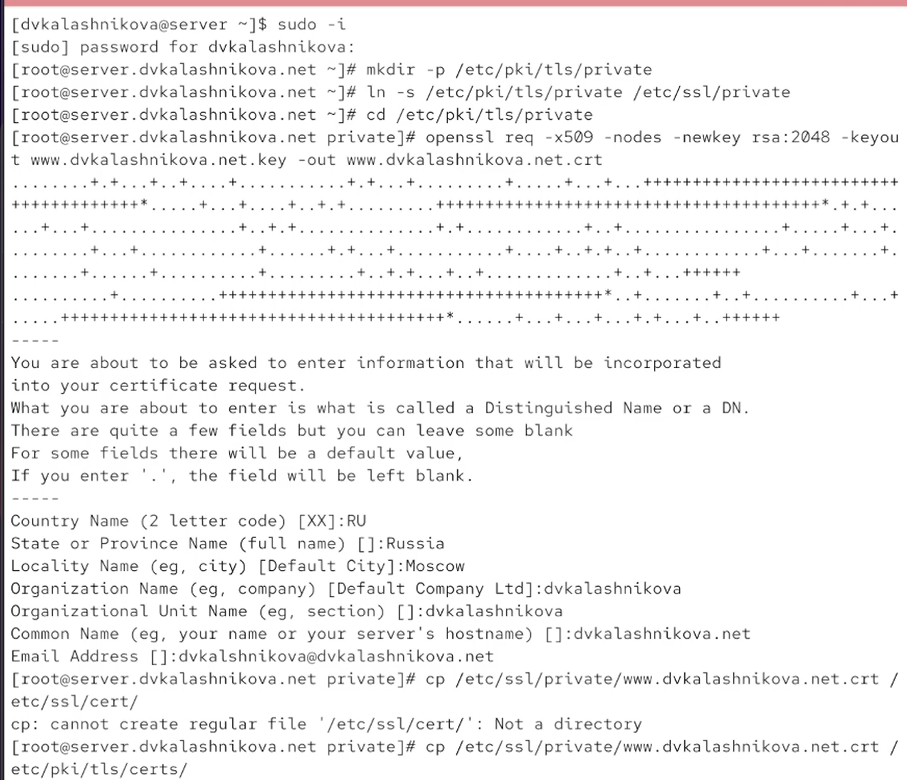 [dvkalashnikova@server ~]$ sudo -i
[sudo] password for dvkalashnikova:
[root@server.dvkalashnikova.net ~]# mkdir -p /etc/pki/tls/private
[root@server.dvkalashnikova.net ~]# ln -s /etc/pki/tls/private /etc/ssl/private
[root@server.dvkalashnikova.net ~]# cd /etc/pki/tls/private
[root@server.dvkalashnikova.net private]# openssl req -x509 -nodes -newkey rsa:2048 -keyou
t www.dvkalashnikova.net.key -out www.dvkalashnikova.net.crt
........+.+...+..+....+...........+.+...+.........+.....+...+...++++++++++++++++++++++++++
+++++++++++++*.....+...+....+..+.+.........+++++++++++++++++++++++++++++++++++++++*.+.+...
...+...+...............+..+.+..............+.+............+..+................+.....+...+.
........+...+............+......+.+...+...........+....+..+.+..+............+...+.......+.
.......+......+..........+.........+..+.+...+..+.............+..+...++++++
..........+..........+++++++++++++++++++++++++++++++++++++++*..+.......+..+..........+...+
.....+++++++++++++++++++++++++++++++++++++++*......+...+...+...+.+...+..++++++
-----
You are about to be asked to enter information that will be incorporated
into your certificate request.
What you are about to enter is what is called a Distinguished Name or a DN.
There are quite a few fields but you can leave some blank
For some fields there will be a default value,
If you enter '.', the field will be left blank.
-----
Country Name (2 letter code) [XX]:RU
State or Province Name (full name) []:Russia
Locality Name (eg, city) [Default City]:Moscow
Organization Name (eg, company) [Default Company Ltd]:dvkalashnikova
Organizational Unit Name (eg, section) []:dvkalashnikova
Common Name (eg, your name or your server's hostname) []:dvkalashnikova.net
Email Address []:dvkalshnikova@dvkalashnikova.net
[root@server.dvkalashnikova.net private]# cp /etc/ssl/private/www.dvkalashnikova.net.crt /
etc/ssl/cert/
cp: cannot create regular file '/etc/ssl/cert/': Not a directory
[root@server.dvkalashnikova.net private]# cp /etc/ssl/private/www.dvkalashnikova.net.crt /
etc/pki/tls/certs/